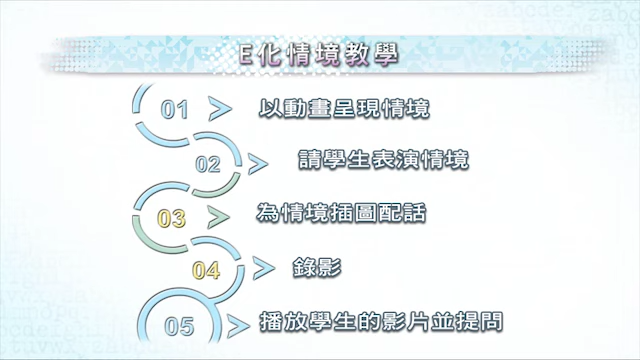 E化情境教學
01 以動畫呈現情境
02 請學生表演情境
03 為情境插圖配話
04 錄影
05 播放學生的影片並提問